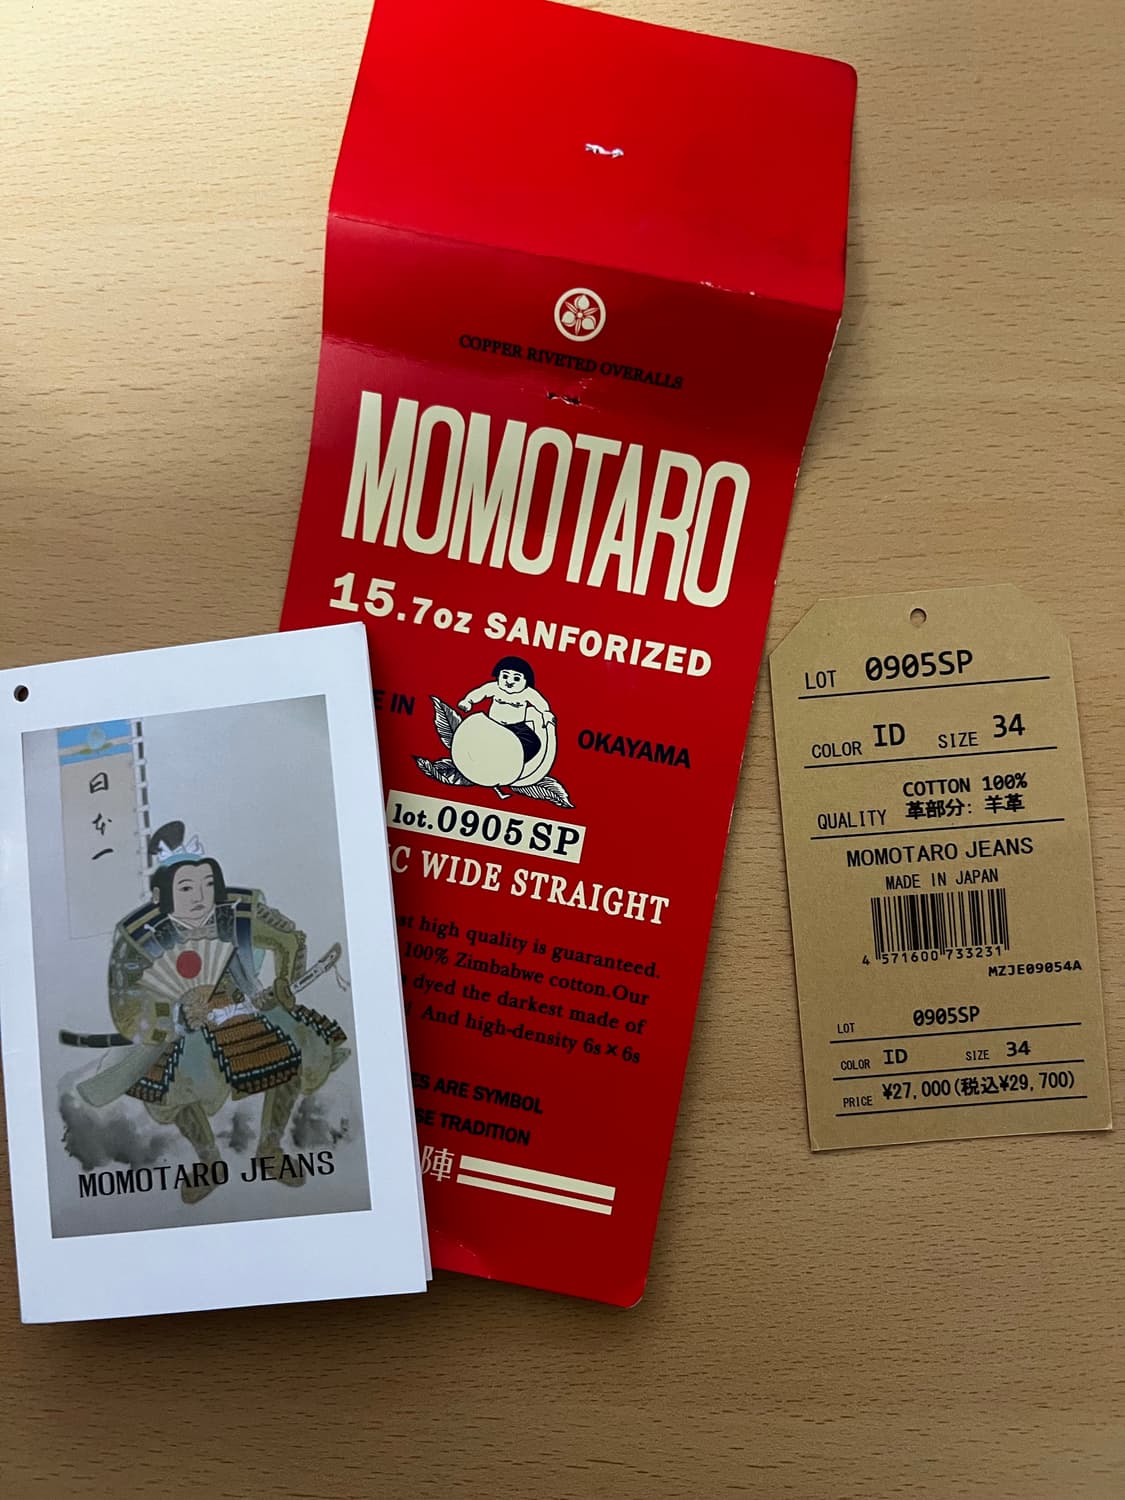 COPPER RIVETED OVERALLS
MOMOTARO
15.7oz SANFORIZED
IN
OKAYAMA
lot.0905SP
WIDE STRAIGHT
high quality is guaranteed.
100% Zimbabwe cotton.Our
dyed the darkest made of
And high-density 6s×6s
ARE SYMBOL
TRADITION
陣
日本一
MOMOTARO JEANS
LOT 0905SP
COLOR ID SIZE 34
COTTON 100%
QUALITY 革部分: 羊革
MOMOTARO JEANS
MADE IN JAPAN
4 571600 733231
MZJE09054A
LOT 0905SP
COLOR ID SIZE 34
PRICE ¥27,000(税込¥29,700)